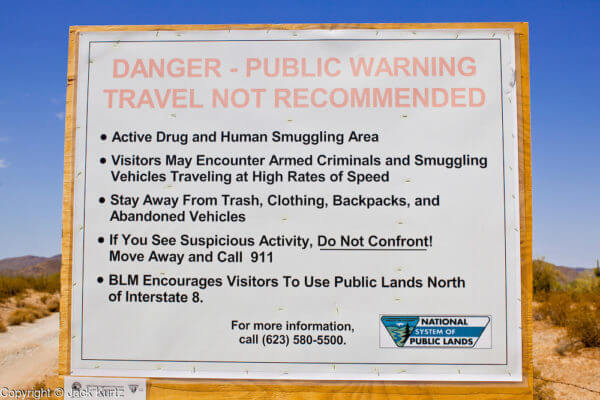 DANGER - PUBLIC WARNING
TRAVEL NOT RECOMMENDED
• Active Drug and Human Smuggling Area
• Visitors May Encounter Armed Criminals and Smuggling
Vehicles Traveling at High Rates of Speed
• Stay Away From Trash, Clothing, Backpacks, and
Abandoned Vehicles
• If You See Suspicious Activity, Do Not Confront!
Move Away and Call 911
• BLM Encourages Visitors To Use Public Lands North
of Interstate 8.
For more information,
call (623) 580-5500.
NATIONAL
SYSTEM OF
PUBLIC LANDS
Copyright © Jack Kurtz